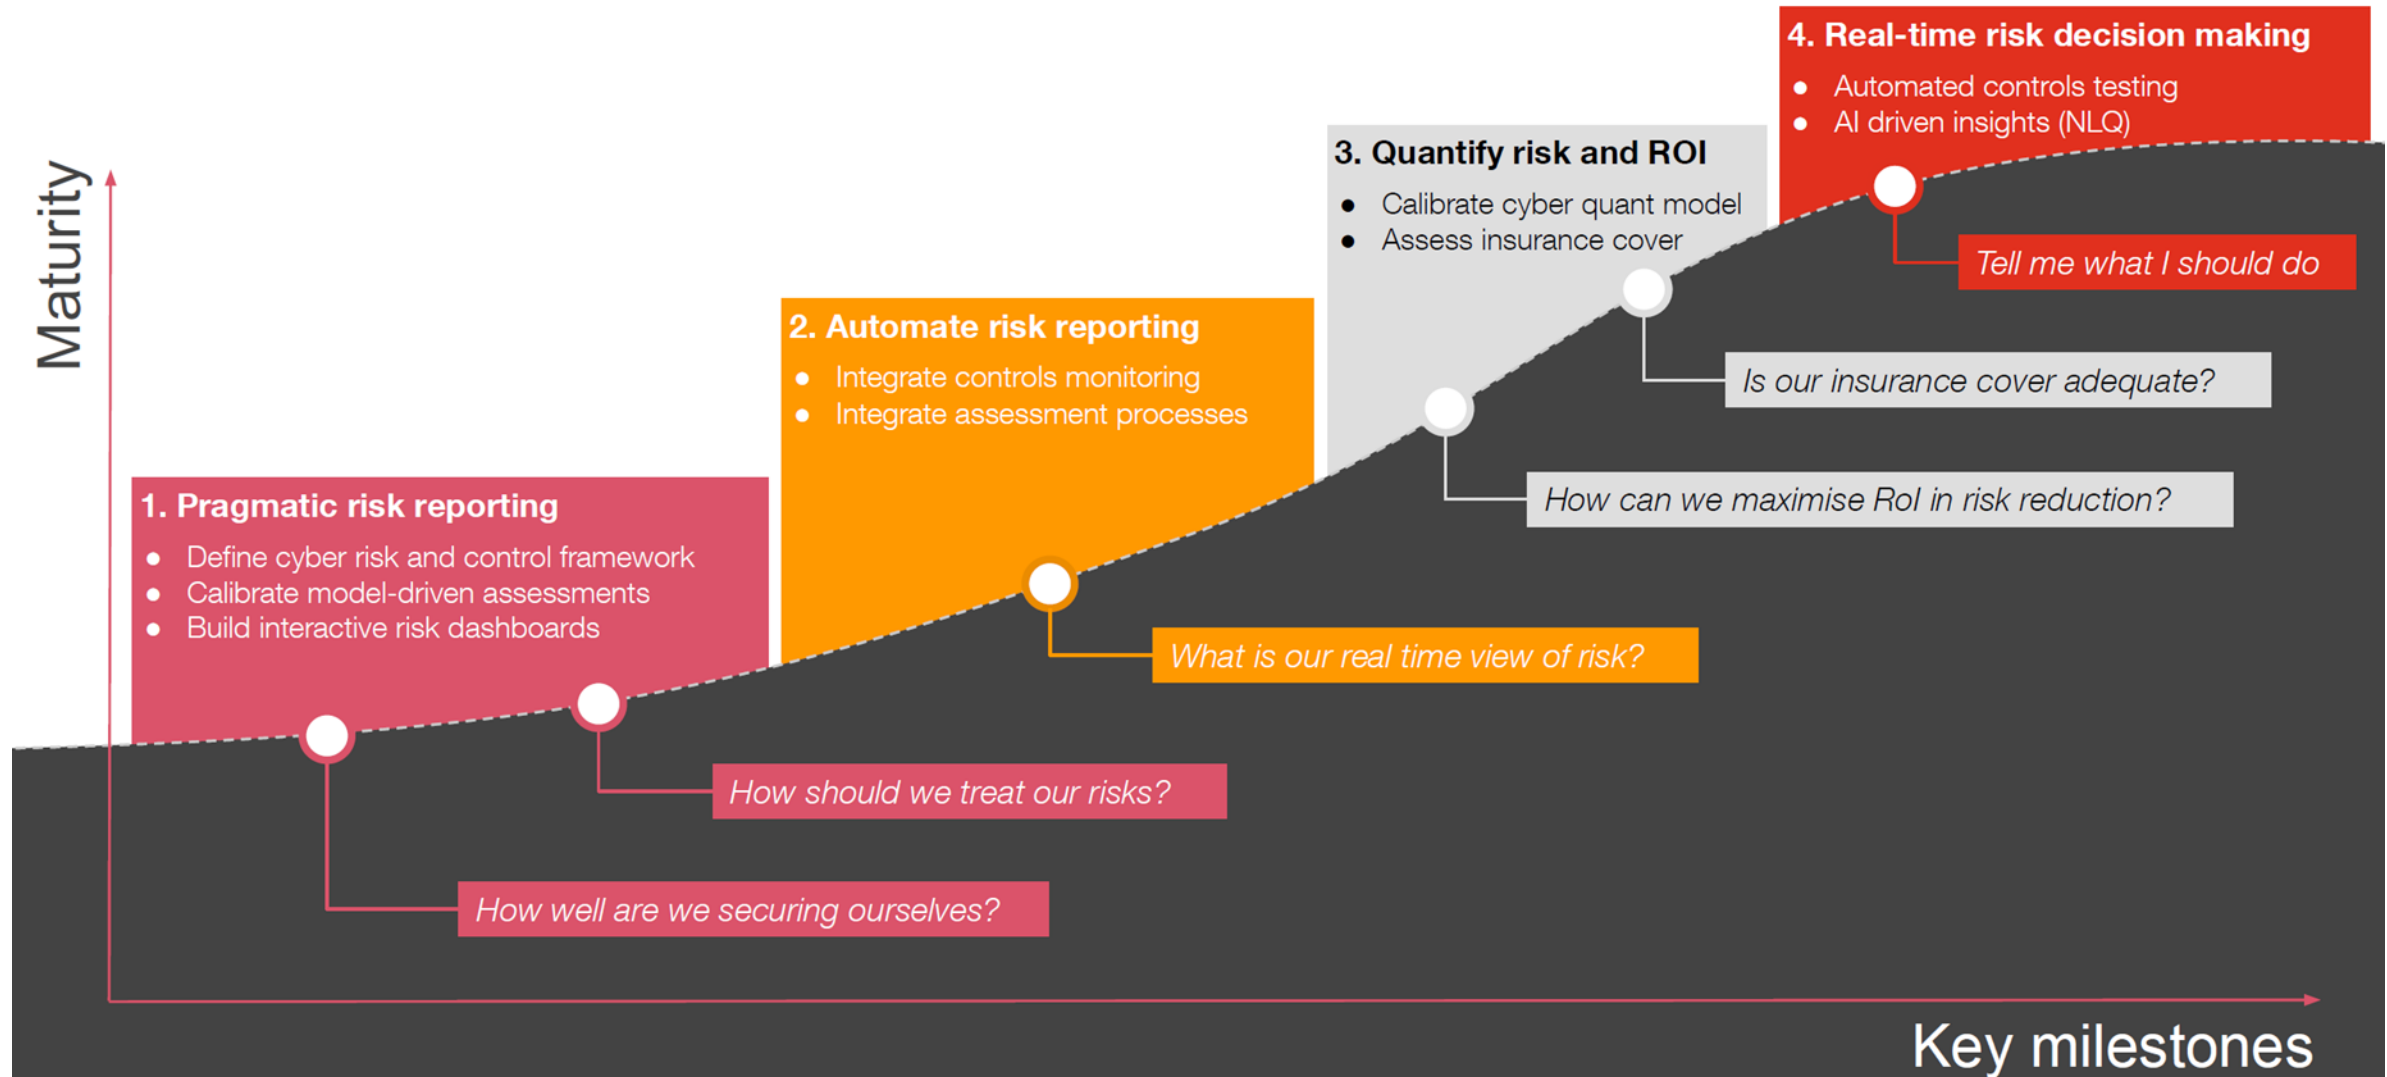 Maturity
1. Pragmatic risk reporting
● Define cyber risk and control framework
● Calibrate model-driven assessments
● Build interactive risk dashboards
How well are we securing ourselves?
How should we treat our risks?
2. Automate risk reporting
● Integrate controls monitoring
● Integrate assessment processes
What is our real time view of risk?
3. Quantify risk and ROI
● Calibrate cyber quant model
● Assess insurance cover
How can we maximise RoI in risk reduction?
Is our insurance cover adequate?
4. Real-time risk decision making
● Automated controls testing
● AI driven insights (NLQ)
Tell me what I should do
Key milestones